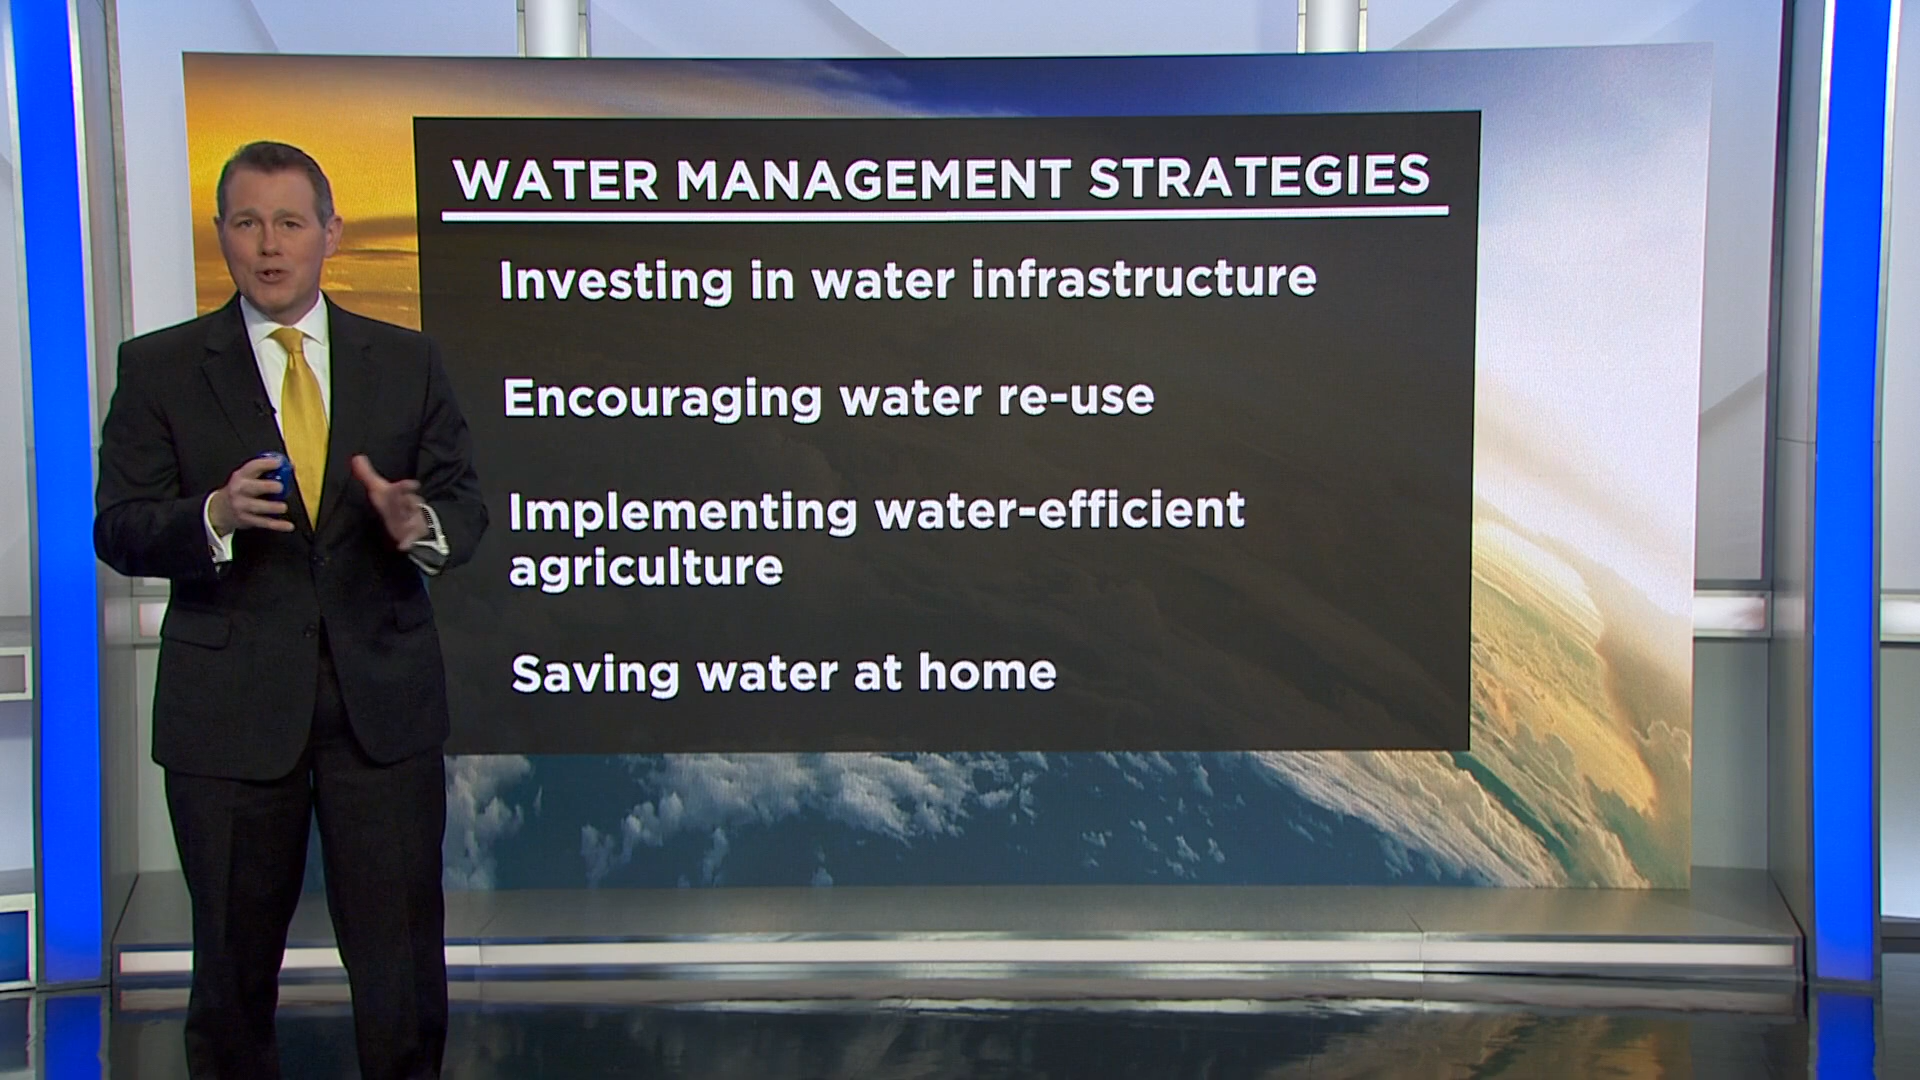 WATER MANAGEMENT STRATEGIES
Investing in water infrastructure
Encouraging water re-use
Implementing water-efficient
agriculture
Saving water at home